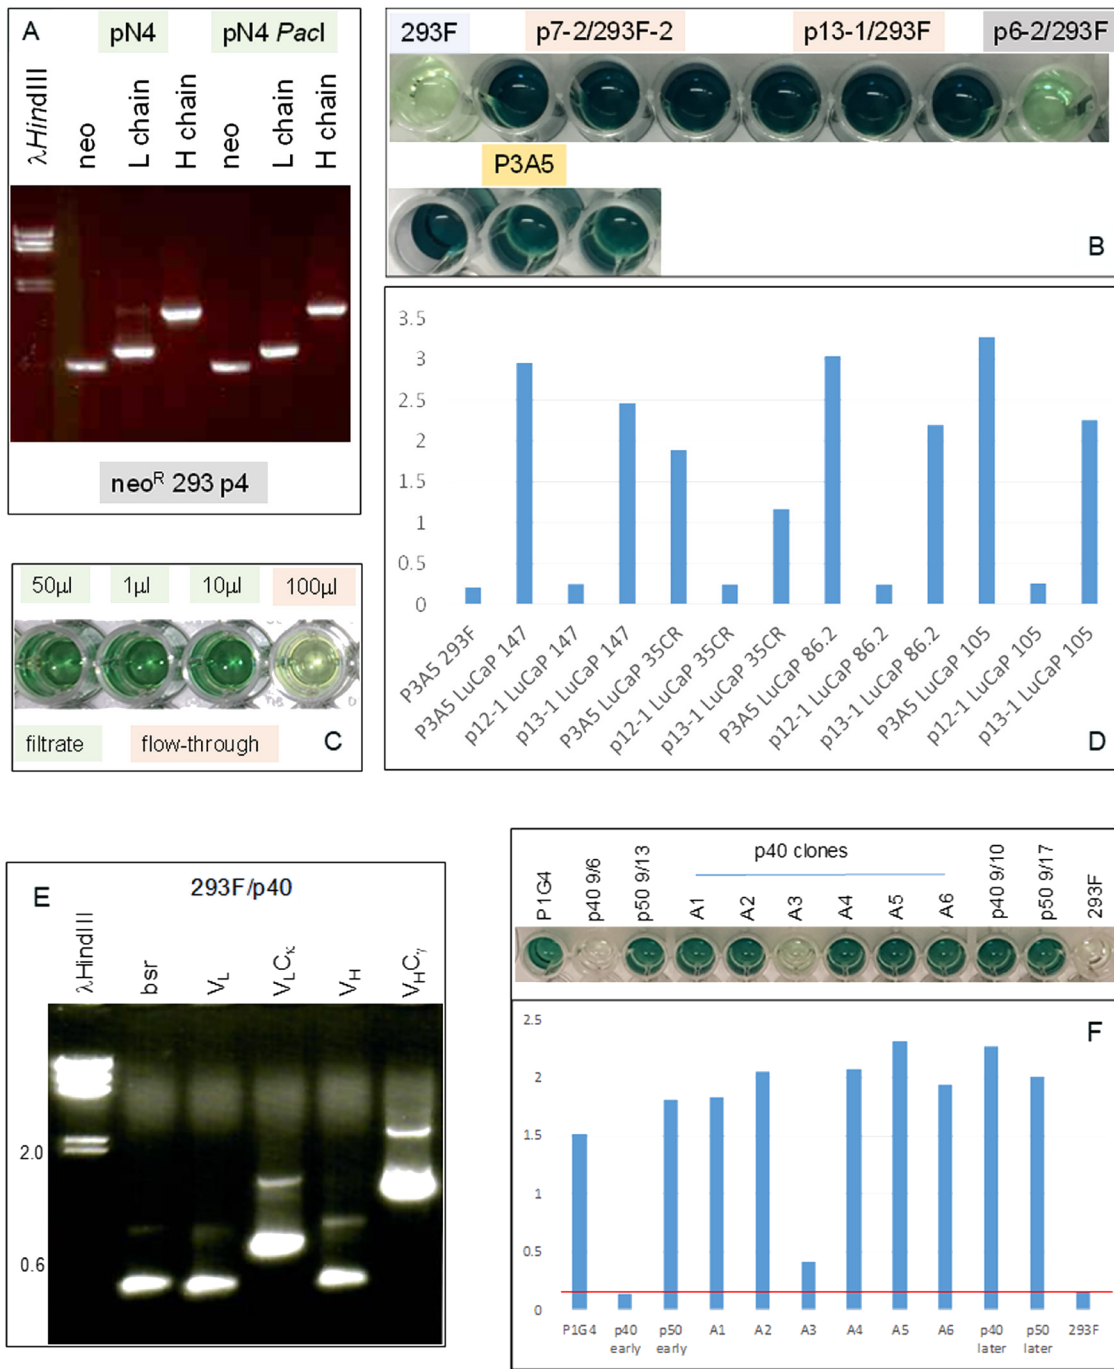 A
pN4 pN4 PacI
λHindIII neo L chain H chain neo L chain H chain
neoᴿ 293 p4
293F p7-2/293F-2 p13-1/293F p6-2/293F
P3A5
B
50µl 1µl 10µl 100µl
filtrate flow-through C
3.5
3
2.5
2
1.5
1
0.5
0
P3A5 293F
P3A5 LuCaP 147
p12-1 LuCaP 147
p13-1 LuCaP 147
P3A5 LuCaP 35CR
p12-1 LuCaP 35CR
p13-1 LuCaP 35CR
P3A5 LuCaP 86.2
p12-1 LuCaP 86.2
p13-1 LuCaP 86.2
P3A5 LuCaP 105
p12-1 LuCaP 105
p13-1 LuCaP 105
D
E
293F/p40
λHindIII bsr V_L V_LC_κ V_H V_HC_γ
2.0
0.6
p40 clones
P1G4 p40 9/6 p50 9/13 A1 A2 A3 A4 A5 A6 p40 9/10 p50 9/17 293F
F
2.5
2
1.5
1
0.5
0
P1G4 p40 p50 A1 A2 A3 A4 A5 A6 p40 p50 293F
early early later later